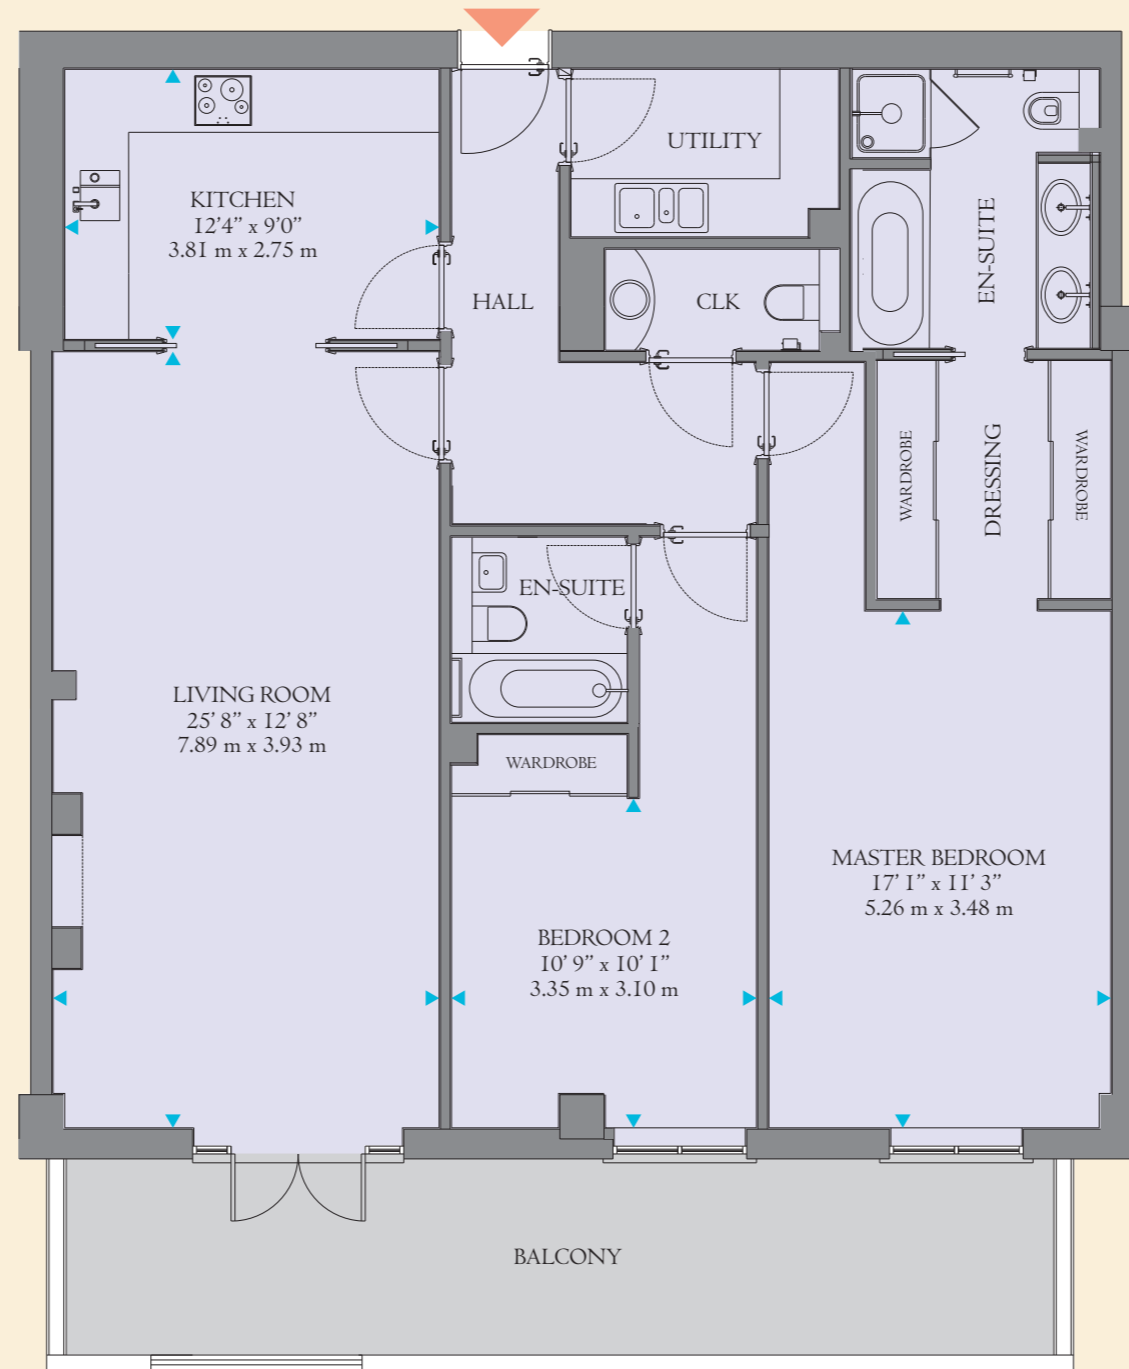 UTILITY
KITCHEN
12'4" x 9'0"
3.81 m x 2.75 m
EN-SUITE
HALL
CLK
WARDROBE
DRESSING
WARDROBE
EN-SUITE
LIVING ROOM
25' 8" x 12' 8"
7.89 m x 3.93 m
WARDROBE
MASTER BEDROOM
17' 1" x 11' 3"
5.26 m x 3.48 m
BEDROOM 2
10' 9" x 10' 1"
3.35 m x 3.10 m
BALCONY